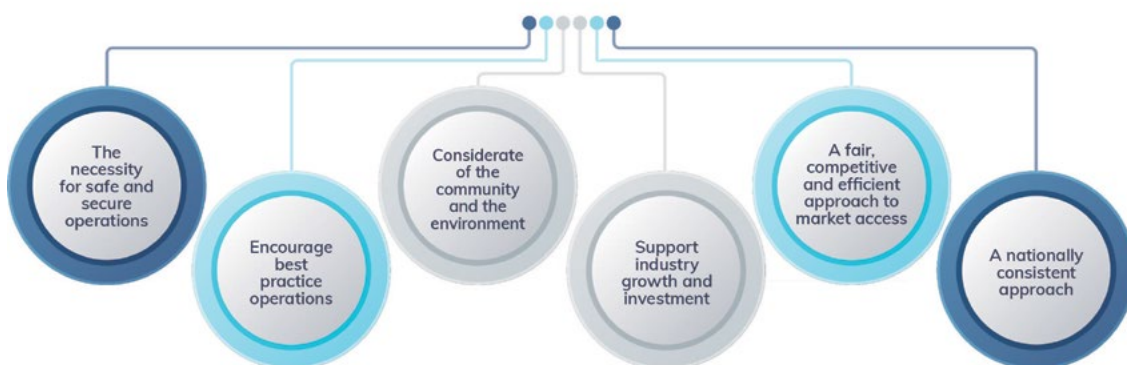 The
necessity
for safe and
secure
operations
Encourage
best
practice
operations
Considerate
of the
community
and the
environment
Support
industry
growth and
investment
A fair,
competitive
and efficient
approach to
market access
A nationally
consistent
approach